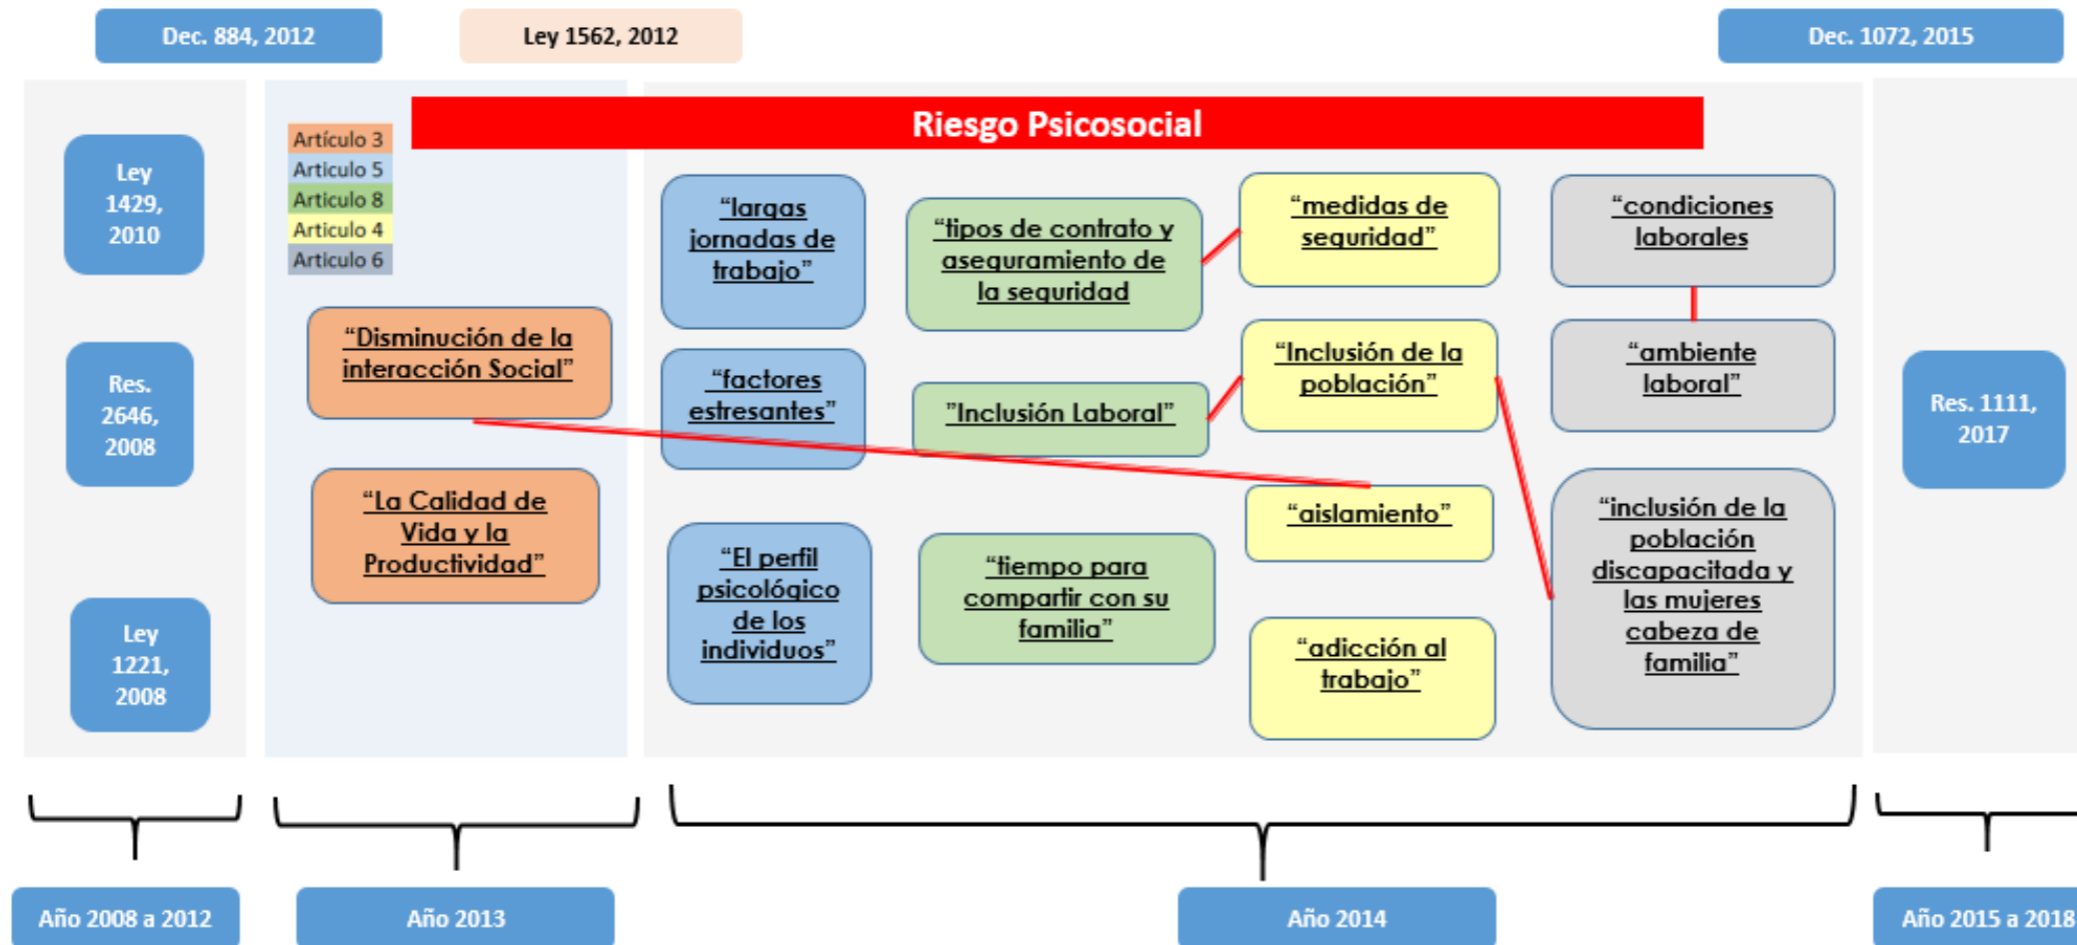 Dec. 884, 2012
Ley 1562, 2012
Dec. 1072, 2015
Riesgo Psicosocial
Ley
1429,
2010
Res.
2646,
2008
Ley
1221,
2008
Artículo 3
Articulo 5
Articulo 8
Articulo 4
Articulo 6
“Disminución de la
interacción Social”
“La Calidad de
Vida y la
Productividad”
“largas
jornadas de
trabajo”
“factores
estresantes”
“El perfil
psicológico
de los
individuos”
“tipos de contrato y
aseguramiento de
la seguridad
”Inclusión Laboral”
“tiempo para
compartir con su
familia”
“medidas de
seguridad”
“Inclusión de la
población”
“aislamiento”
“adicción al
trabajo”
“condiciones
laborales
“ambiente
laboral”
“inclusión de la
población
discapacitada y
las mujeres
cabeza de
familia”
Res. 1111,
2017
Año 2008 a 2012
Año 2013
Año 2014
Año 2015 a 2018